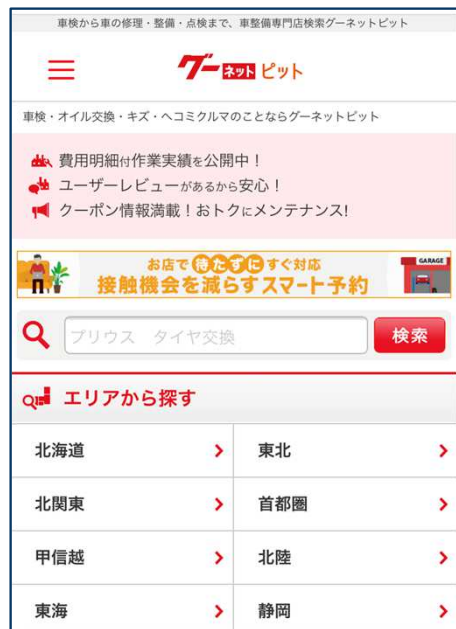 車検から車の修理・整備・点検まで、車整備専門店検索グーネットピット
グーネットピット
車検・オイル交換・キズ・ヘコミクルマのことならグーネットピット
費用明細付作業実績を公開中！
ユーザーレビューがあるから安心！
クーポン情報満載！おトクにメンテナンス!
お店で待たずにすぐ対応
接触機会を減らすスマート予約
GARAGE
プリウス タイヤ交換
検索
エリアから探す
北海道 東北
北関東 首都圏
甲信越 北陸
東海 静岡